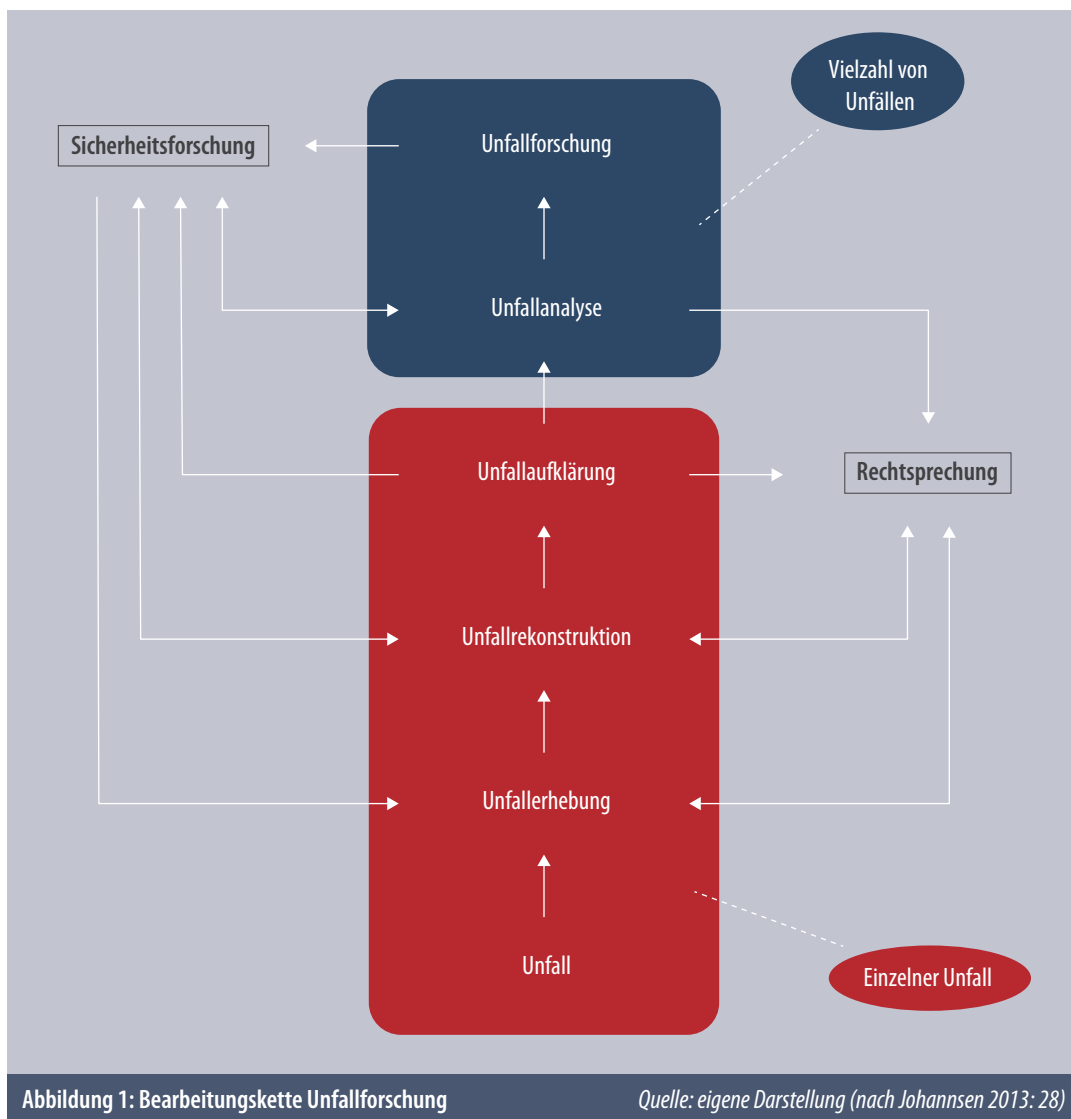 Vielzahl von
Unfällen
Sicherheitsforschung
Unfallforschung
Unfallanalyse
Unfallaufklärung
Rechtsprechung
Unfallrekonstruktion
Unfallerhebung
Unfall
Einzelner Unfall
Abbildung 1: Bearbeitungskette Unfallforschung
Quelle: eigene Darstellung (nach Johannsen 2013: 28)